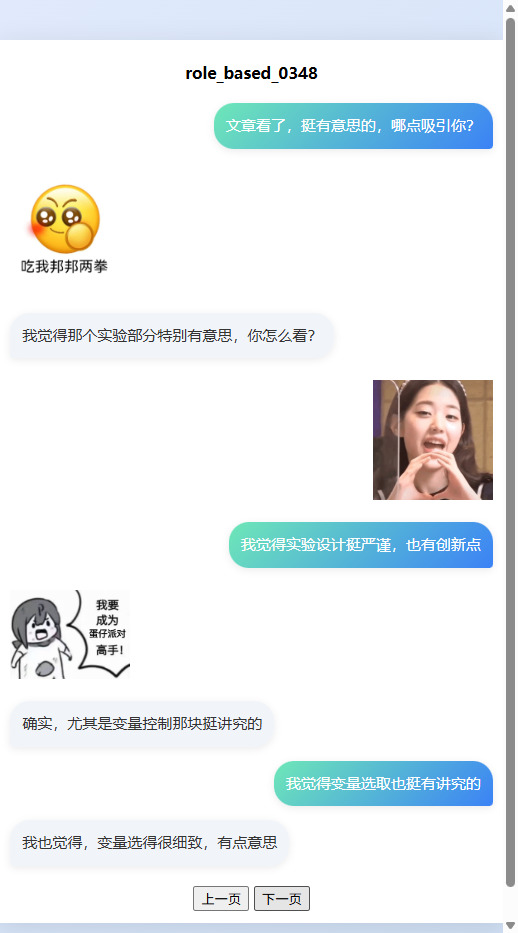 role_based_0348
文章看了，挺有意思的，哪点吸引你？
吃我邦邦两拳
我觉得那个实验部分特别有意思，你怎么看？
我觉得实验设计挺严谨，也有创新点
我要
成为
蛋仔派对
高手！
确实，尤其是变量控制那块挺讲究的
我觉得变量选取也挺有讲究的
我也觉得，变量选得很细致，有点意思
上一页 下一页